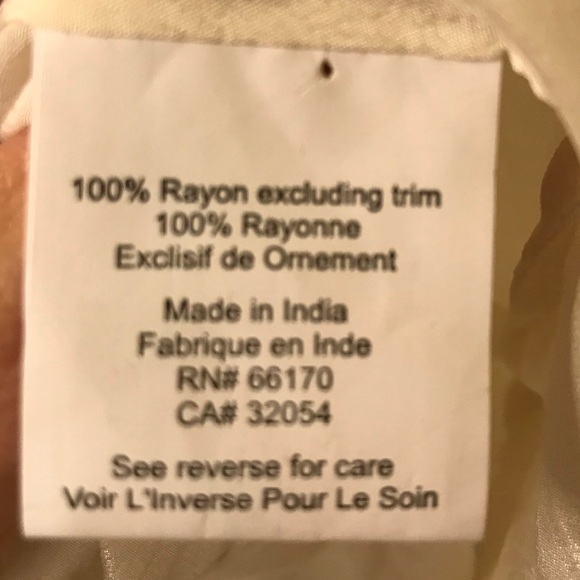 100% Rayon excluding trim
100% Rayonne
Exclisif de Ornement
Made in India
Fabrique en Inde
RN# 66170
CA# 32054
See reverse for care
Voir L'Inverse Pour Le Soin